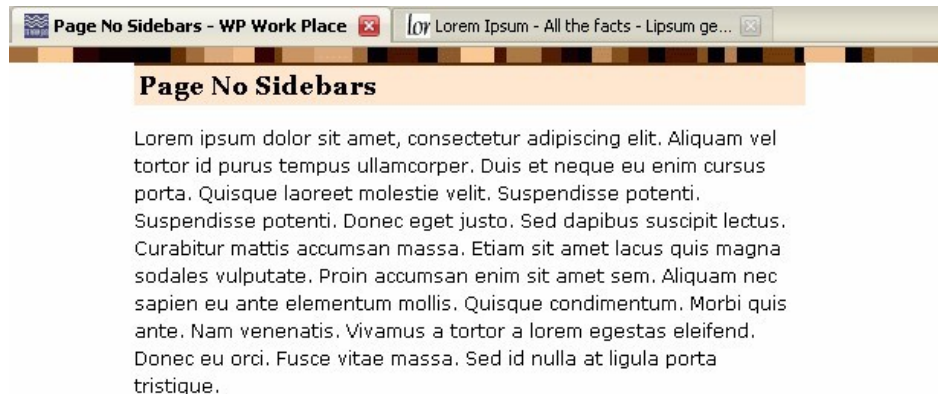 Page No Sidebars - WP Work Place
lor Lorem Ipsum - All the facts - Lipsum ge...
Page No Sidebars
Lorem ipsum dolor sit amet, consectetur adipiscing elit. Aliquam vel
tortor id purus tempus ullamcorper. Duis et neque eu enim cursus
porta. Quisque laoreet molestie velit. Suspendisse potenti.
Suspendisse potenti. Donec eget justo. Sed dapibus suscipit lectus.
Curabitur mattis accumsan massa. Etiam sit amet lacus quis magna
sodales vulputate. Proin accumsan enim sit amet sem. Aliquam nec
sapien eu ante elementum mollis. Quisque condimentum. Morbi quis
ante. Nam venenatis. Vivamus a tortor a lorem egestas eleifend.
Donec eu orci. Fusce vitae massa. Sed id nulla at ligula porta
tristique.